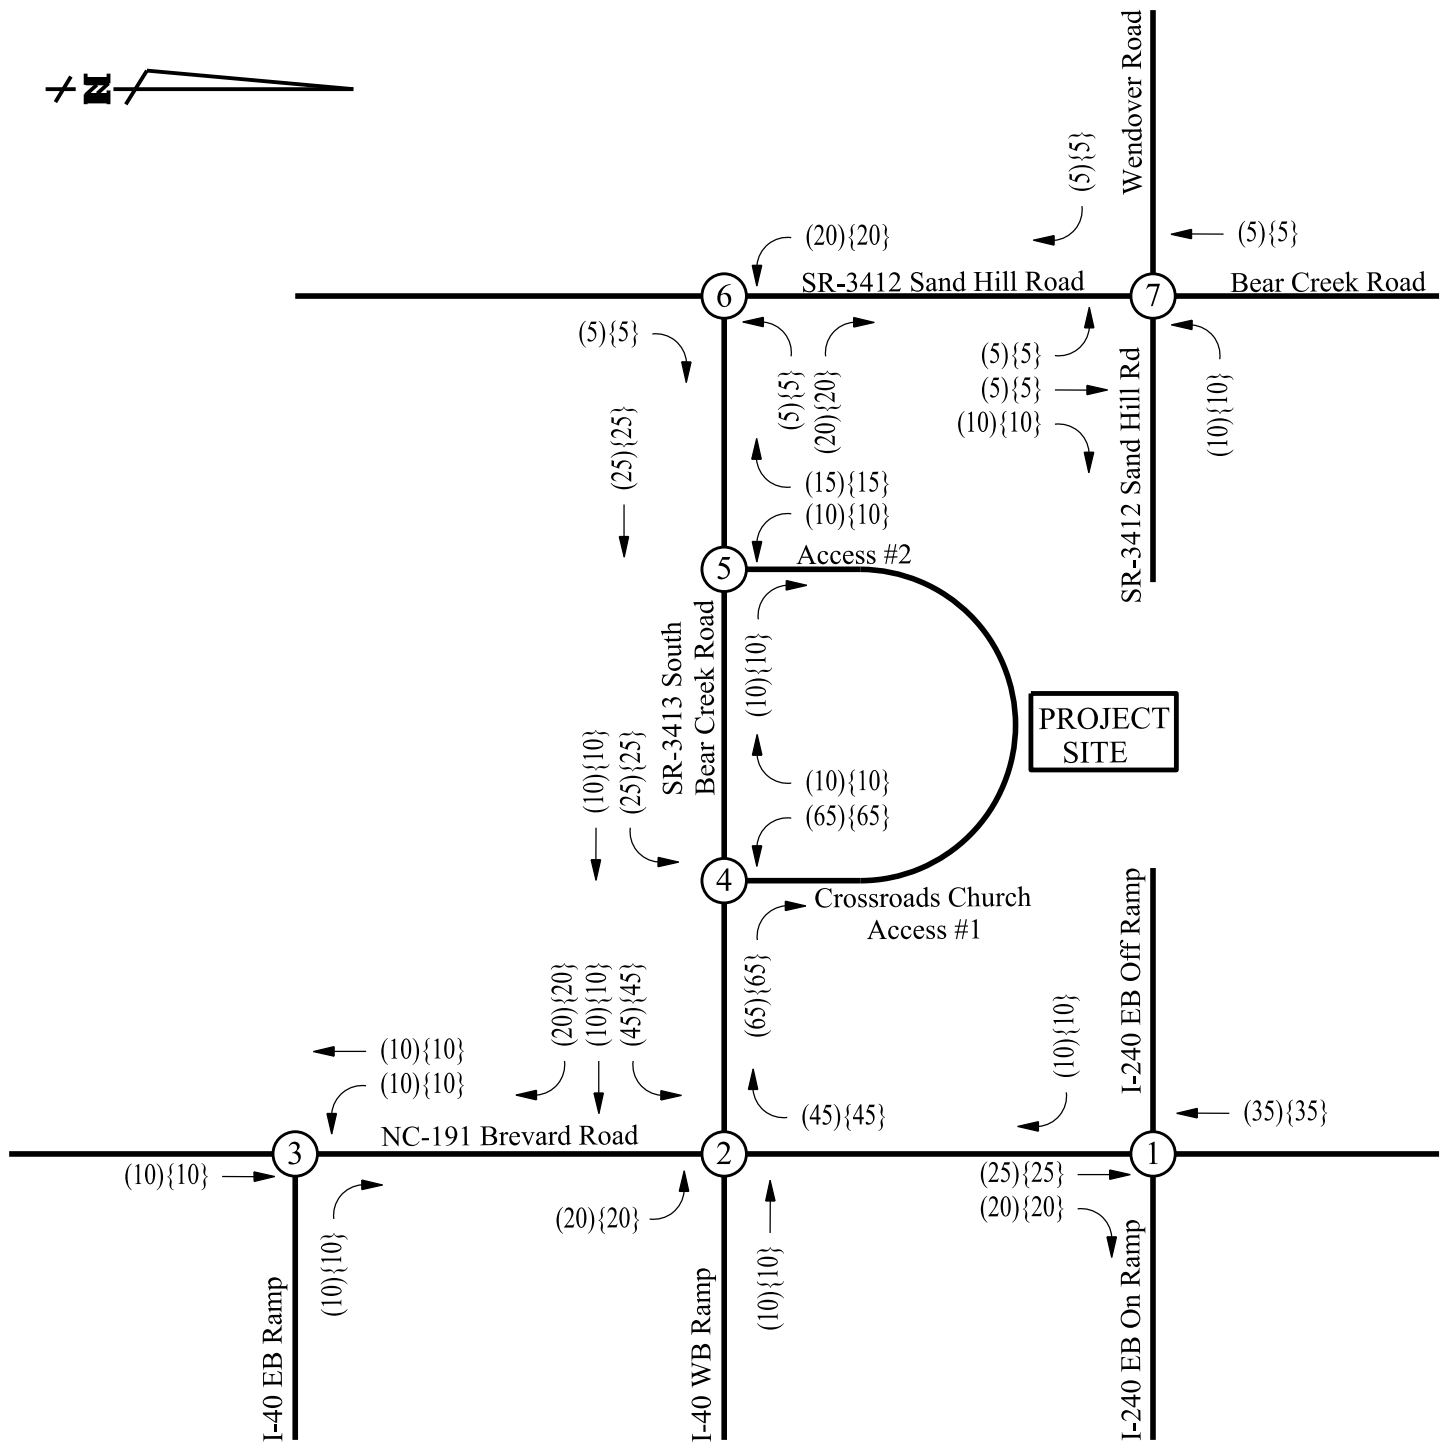 N
Wendover Road
(5){5}
(20){20}
(5){5}
SR-3412 Sand Hill Road
Bear Creek Road
6
7
(5){5}
(5){5}
(20){20}
(5){5}
(5){5}
(10){10}
SR-3412 Sand Hill Rd
(10){10}
(25){25}
(15){15}
(10){10}
Access #2
5
SR-3413 South
Bear Creek Road
(10){10}
PROJECT
SITE
(10){10}
(25){25}
(10){10}
(65){65}
4
Crossroads Church
Access #1
I-240 EB Off Ramp
(20){20}
(10){10}
(45){45}
(65){65}
(10){10}
(10){10}
(10){10}
(45){45}
(35){35}
NC-191 Brevard Road
3
2
1
(10){10}
(10){10}
(20){20}
(10){10}
(25){25}
(20){20}
I-40 EB Ramp
I-40 WB Ramp
I-240 EB On Ramp